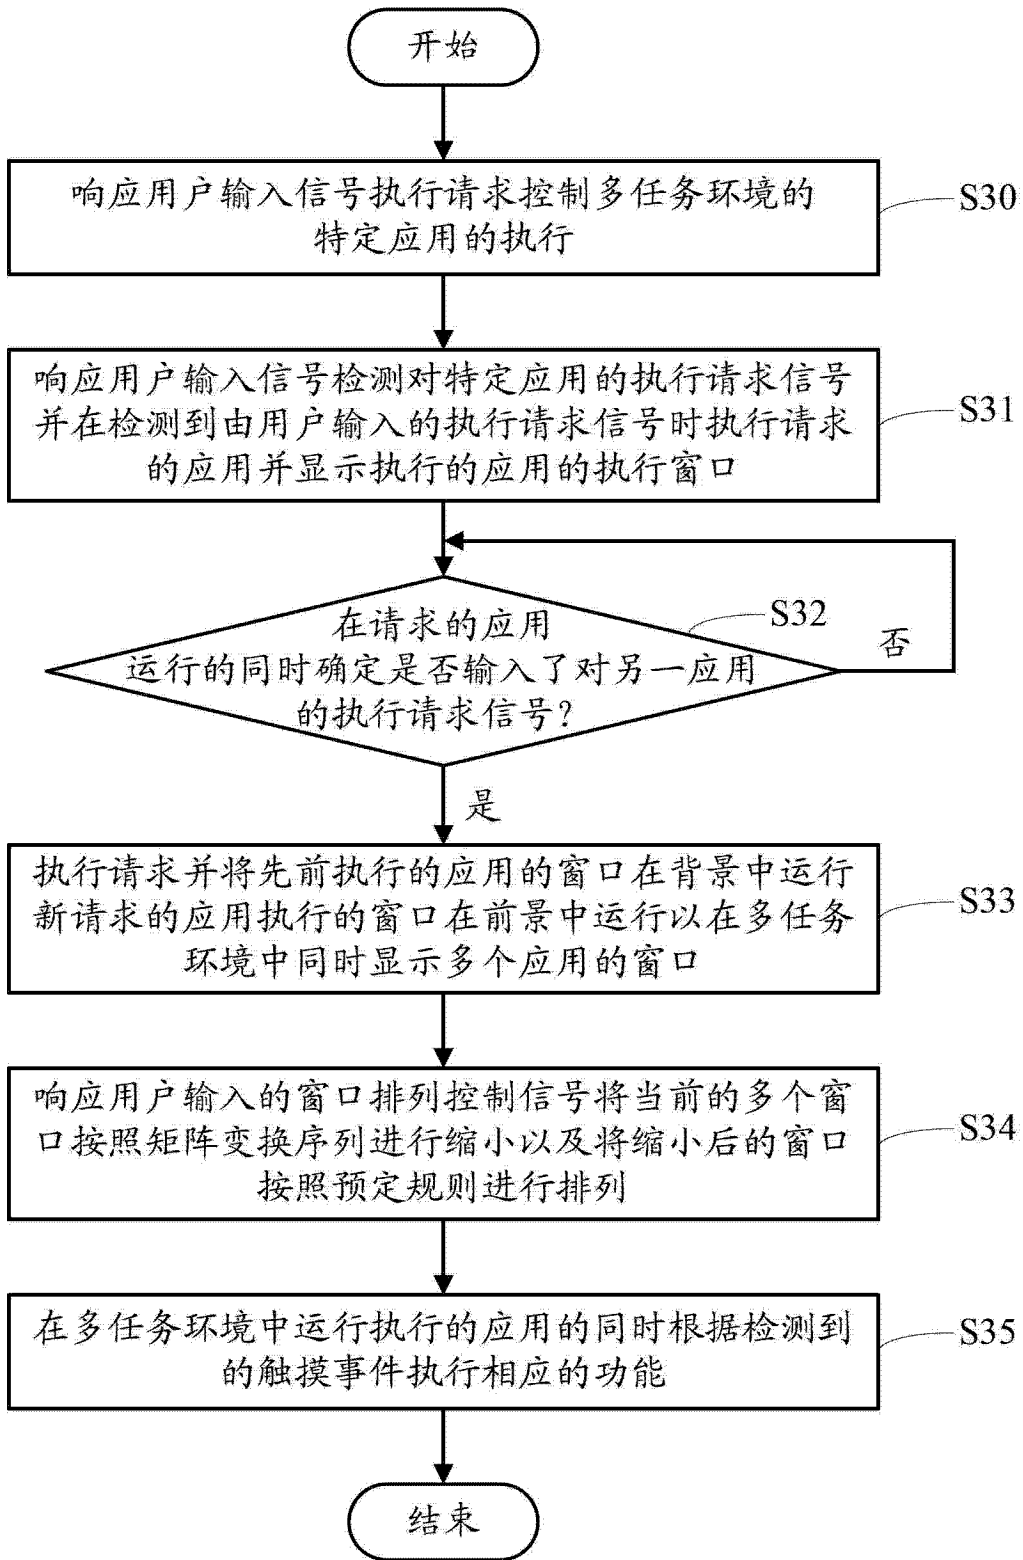 开始
响应用户输入信号执行请求控制多任务环境的
特定应用的执行
S30
响应用户输入信号检测对特定应用的执行请求信号
并在检测到由用户输入的执行请求信号时执行请求
的应用并显示执行的应用的执行窗口
S31
在请求的应用
运行的同时确定是否输入了对另一应用
的执行请求信号?
S32
否
是
执行请求并将先前执行的应用的窗口在背景中运行
新请求的应用执行的窗口在前景中运行以在多任务
环境中同时显示多个应用的窗口
S33
响应用户输入的窗口排列控制信号将当前的多个窗
口按照矩阵变换序列进行缩小以及将缩小后的窗口
按照预定规则进行排列
S34
在多任务环境中运行执行的应用的同时根据检测到
的触摸事件执行相应的功能
S35
结束